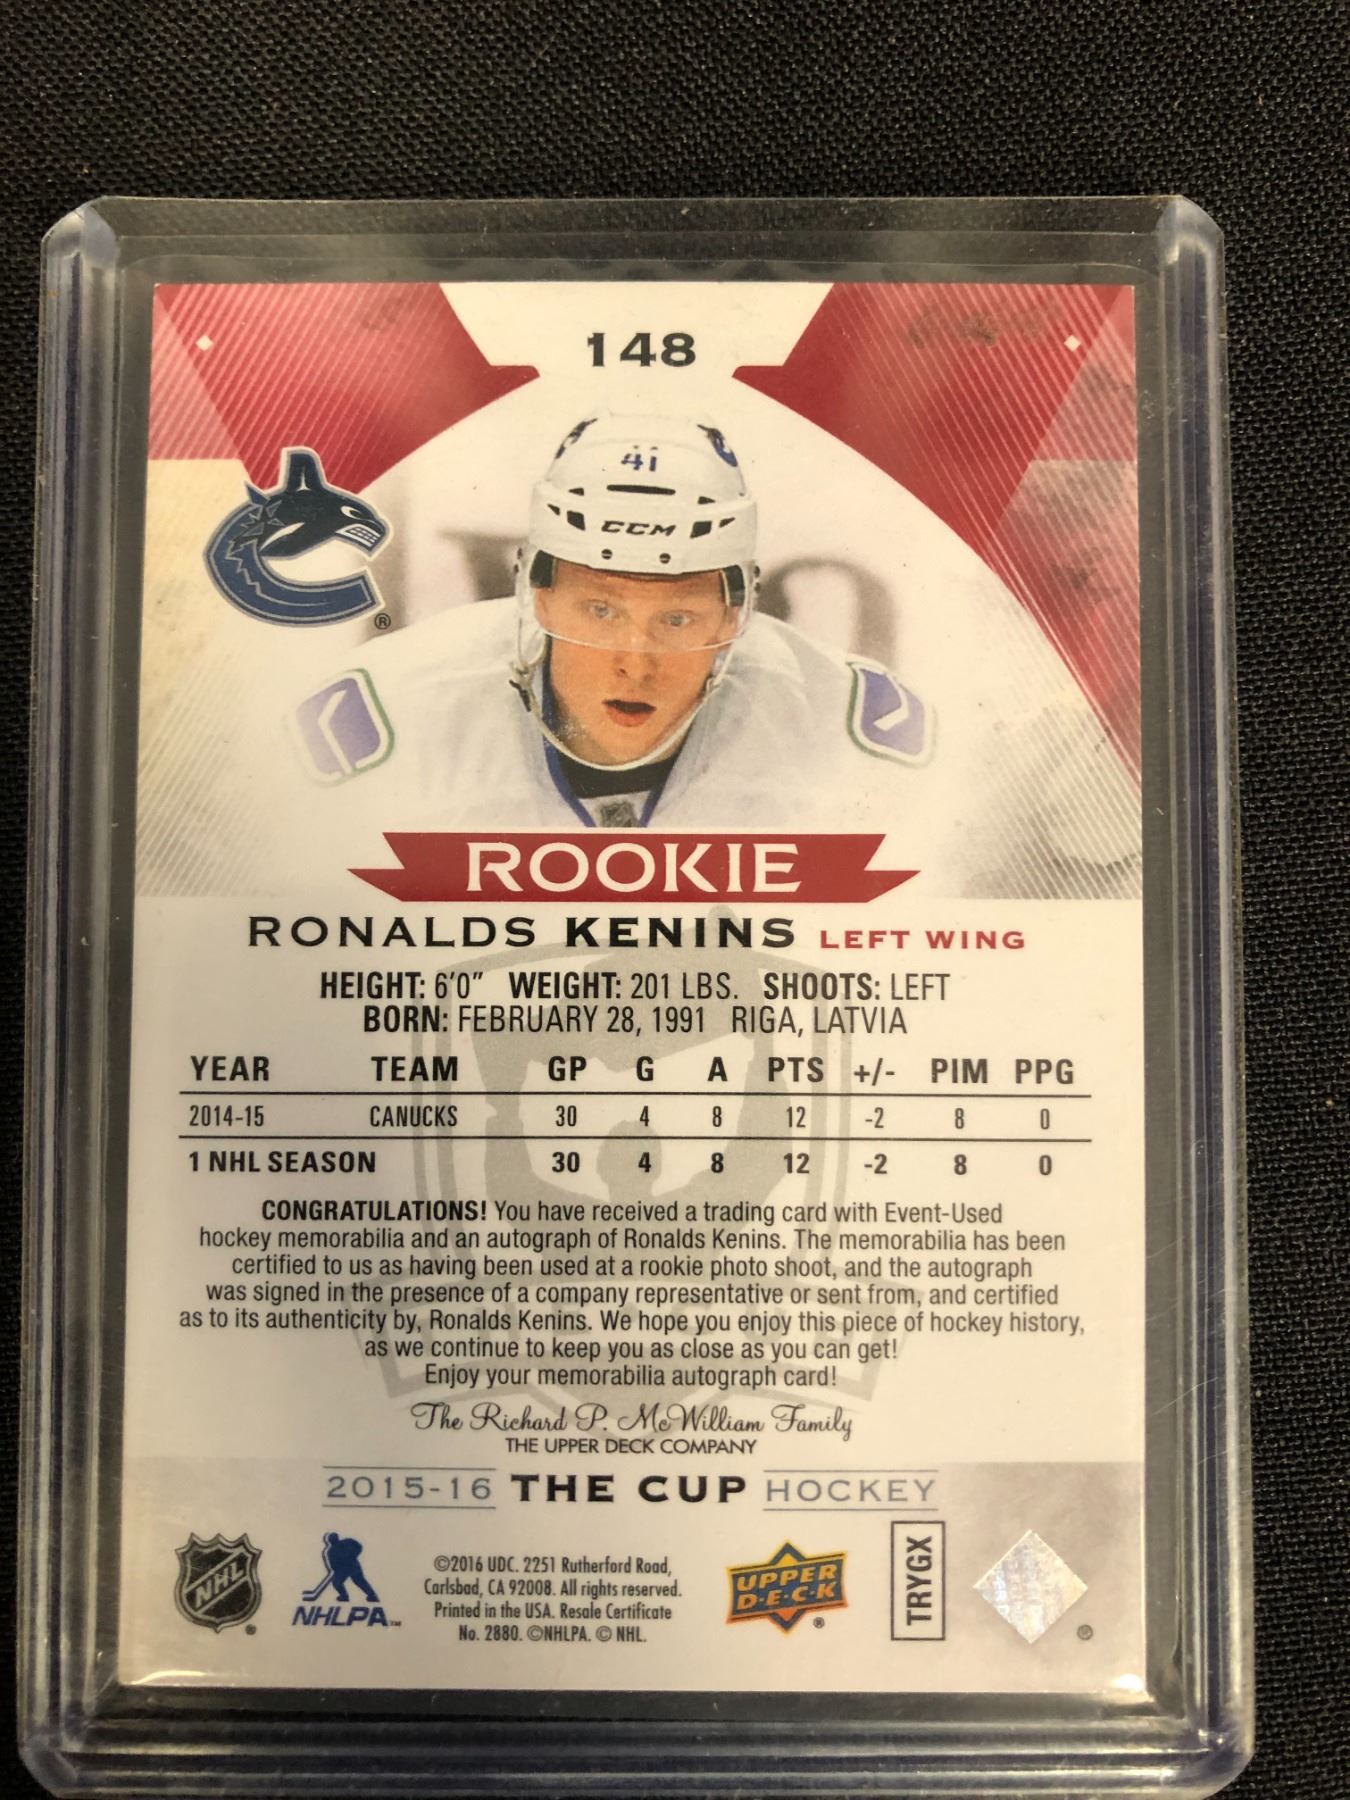 148
41
CCM
®
ROOKIE
RONALDS KENINS LEFT WING
HEIGHT: 6'0" WEIGHT: 201 LBS. SHOOTS: LEFT
BORN: FEBRUARY 28, 1991 RIGA, LATVIA
YEAR TEAM GP G A PTS +/- PIM PPG
2014-15 CANUCKS 30 4 8 12 -2 8 0
1 NHL SEASON 30 4 8 12 -2 8 0
CONGRATULATIONS! You have received a trading card with Event-Used
hockey memorabilia and an autograph of Ronalds Kenins. The memorabilia has been
certified to us as having been used at a rookie photo shoot, and the autograph
was signed in the presence of a company representative or sent from, and certified
as to its authenticity by, Ronalds Kenins. We hope you enjoy this piece of hockey history,
as we continue to keep you as close as you can get!
Enjoy your memorabilia autograph card!
The Richard P. McWilliam Family
THE UPPER DECK COMPANY
2015-16 THE CUP HOCKEY
NHL ®
NHLPA™
©2016 UDC. 2251 Rutherford Road,
Carlsbad, CA 92008. All rights reserved.
Printed in the USA. Resale Certificate
No. 2880. ©NHLPA. © NHL.
UPPER
D·E·C·K ®
TRYGX
®